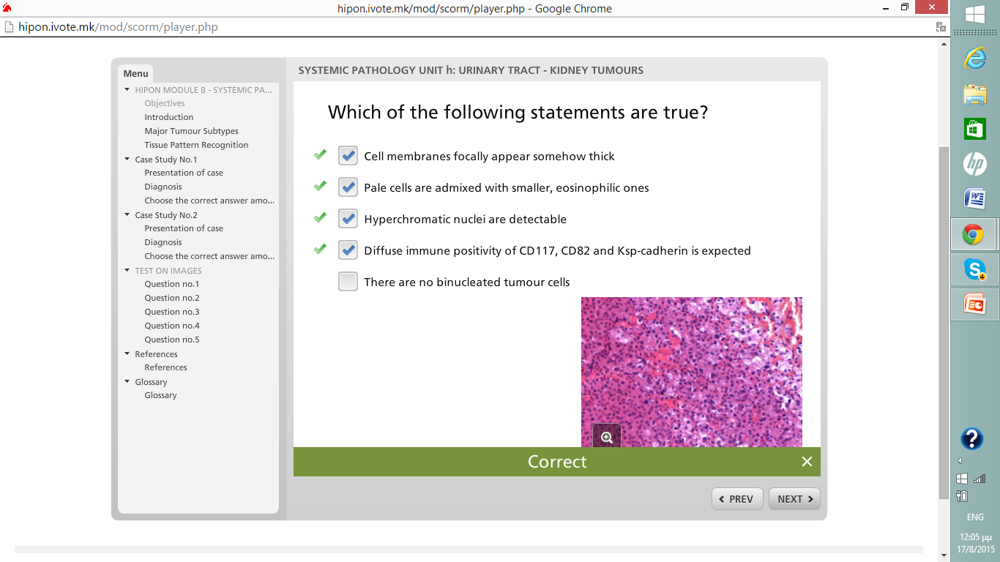 hipon.ivote.mk/mod/scorm/player.php - Google Chrome
hipon.ivote.mk/mod/scorm/player.php
Menu
HIPON MODULE B - SYSTEMIC PA...
Objectives
Introduction
Major Tumour Subtypes
Tissue Pattern Recognition
Case Study No.1
Presentation of case
Diagnosis
Choose the correct answer amo...
Case Study No.2
Presentation of case
Diagnosis
Choose the correct answer amo...
TEST ON IMAGES
Question no.1
Question no.2
Question no.3
Question no.4
Question no.5
References
References
Glossary
Glossary
SYSTEMIC PATHOLOGY UNIT h: URINARY TRACT - KIDNEY TUMOURS
Which of the following statements are true?
Cell membranes focally appear somehow thick
Pale cells are admixed with smaller, eosinophilic ones
Hyperchromatic nuclei are detectable
Diffuse immune positivity of CD117, CD82 and Ksp-cadherin is expected
There are no binucleated tumour cells
Correct
PREV
NEXT
hp
4
ENG
12:05 μμ
17/8/2015